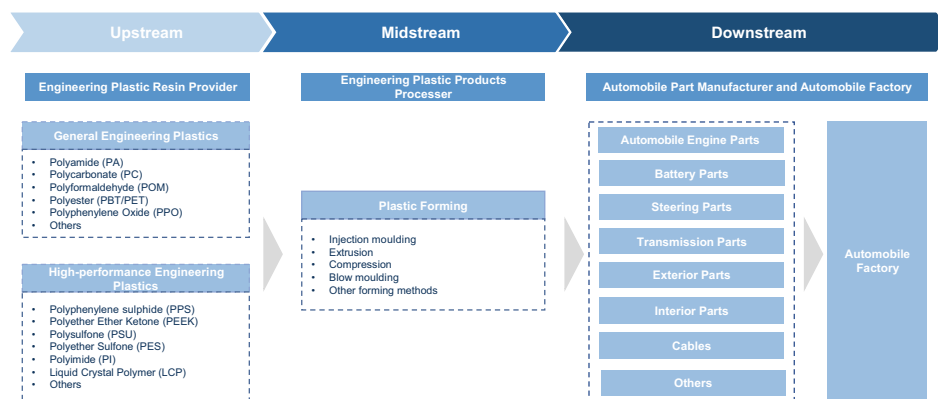 Upstream
Midstream
Downstream
Engineering Plastic Resin Provider
Engineering Plastic Products
Processer
Automobile Part Manufacturer and Automobile Factory
General Engineering Plastics
• Polyamide (PA)
• Polycarbonate (PC)
• Polyformaldehyde (POM)
• Polyester (PBT/PET)
• Polyphenylene Oxide (PPO)
• Others
High-performance Engineering
Plastics
• Polyphenylene sulphide (PPS)
• Polyether Ether Ketone (PEEK)
• Polysulfone (PSU)
• Polyether Sulfone (PES)
• Polyimide (PI)
• Liquid Crystal Polymer (LCP)
• Others
Plastic Forming
• Injection moulding
• Extrusion
• Compression
• Blow moulding
• Other forming methods
Automobile Engine Parts
Battery Parts
Steering Parts
Transmission Parts
Exterior Parts
Interior Parts
Cables
Others
Automobile
Factory